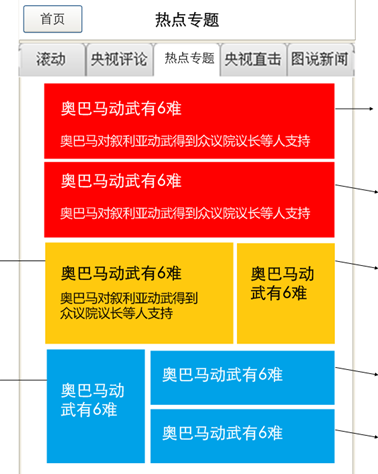 首页
热点专题
滚动 央视评论 热点专题 央视直击 图说新闻
奥巴马动武有6难
奥巴马对叙利亚动武得到众议院议长等人支持
奥巴马动武有6难
奥巴马对叙利亚动武得到众议院议长等人支持
奥巴马动武有6难
奥巴马对叙利亚动武得到
众议院议长等人支持
奥巴马动
武有6难
奥巴马动
武有6难
奥巴马动武有6难
奥巴马动武有6难